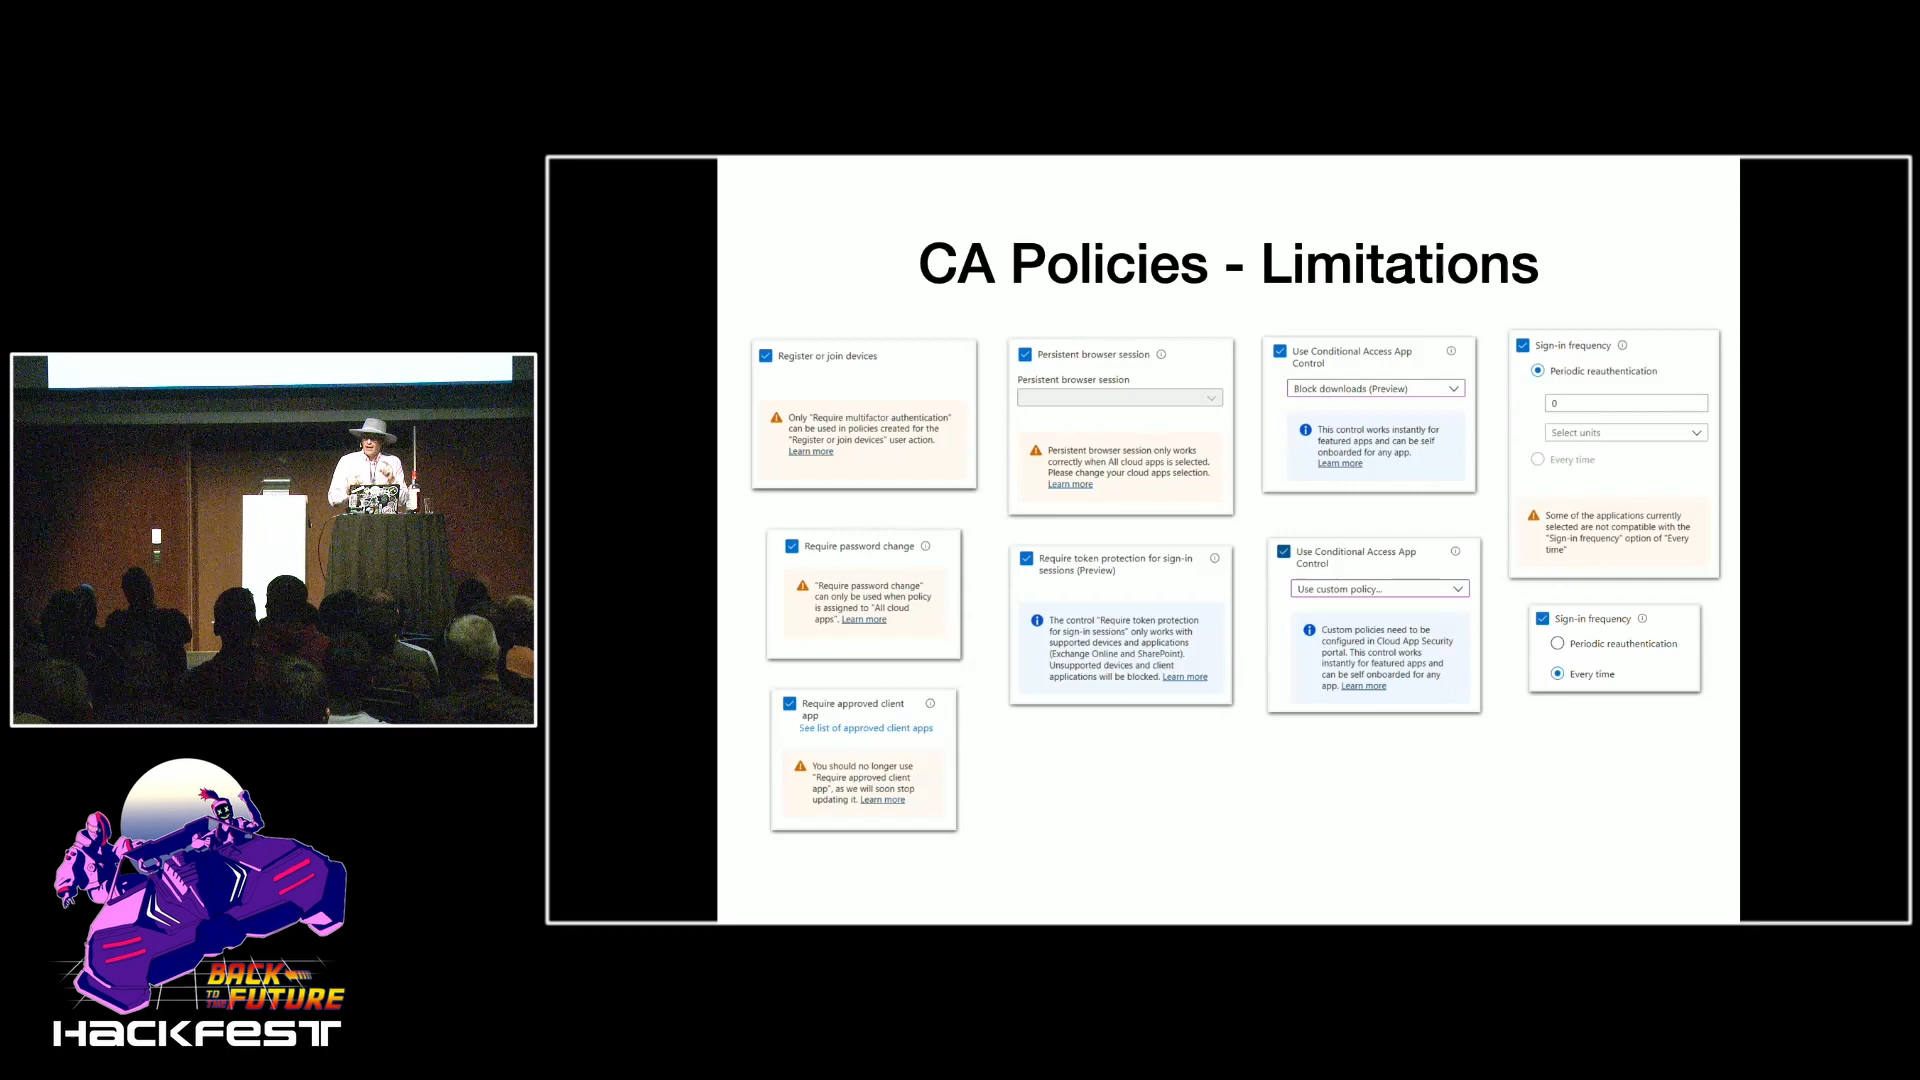 CA Policies - Limitations
Register or join devices
Only "Require multifactor authentication"
can be used in policies created for the
"Register or join devices" user action.
Learn more
Require password change
"Require password change"
can only be used when policy
is assigned to "All cloud
apps". Learn more
Require approved client
app
See list of approved client apps
You should no longer use
"Require approved client
app", as we will soon stop
updating it. Learn more
Persistent browser session
Persistent browser session
Persistent browser session only works
correctly when All cloud apps is selected.
Please change your cloud apps selection.
Learn more
Require token protection for sign-in
sessions (Preview)
The control "Require token protection
for sign-in sessions" only works with
supported devices and applications
(Exchange Online and SharePoint).
Unsupported devices and client
applications will be blocked. Learn more
Use Conditional Access App
Control
Block downloads (Preview)
This control works instantly for
featured apps and can be self
onboarded for any app.
Learn more
Use Conditional Access App
Control
Use custom policy...
Custom policies need to be
configured in Cloud App Security
portal. This control works
instantly for featured apps and
can be self onboarded for any
app. Learn more
Sign-in frequency
Periodic reauthentication
0
Select units
Every time
Some of the applications currently
selected are not compatible with the
"Sign-in frequency" option of "Every
time"
Sign-in frequency
Periodic reauthentication
Every time
BACK
TO THE FUTURE
HACKFEST